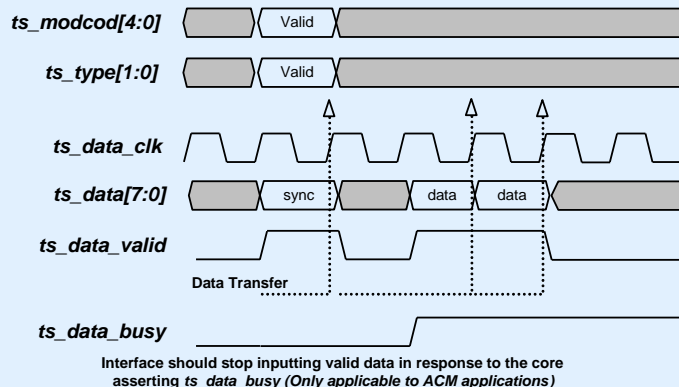 ts_modcod[4:0]
Valid
ts_type[1:0]
Valid
ts_data_clk
ts_data[7:0]
sync
data
data
ts_data_valid
Data Transfer
ts_data_busy
Interface should stop inputting valid data in response to the core
asserting ts_data_busy (Only applicable to ACM applications)